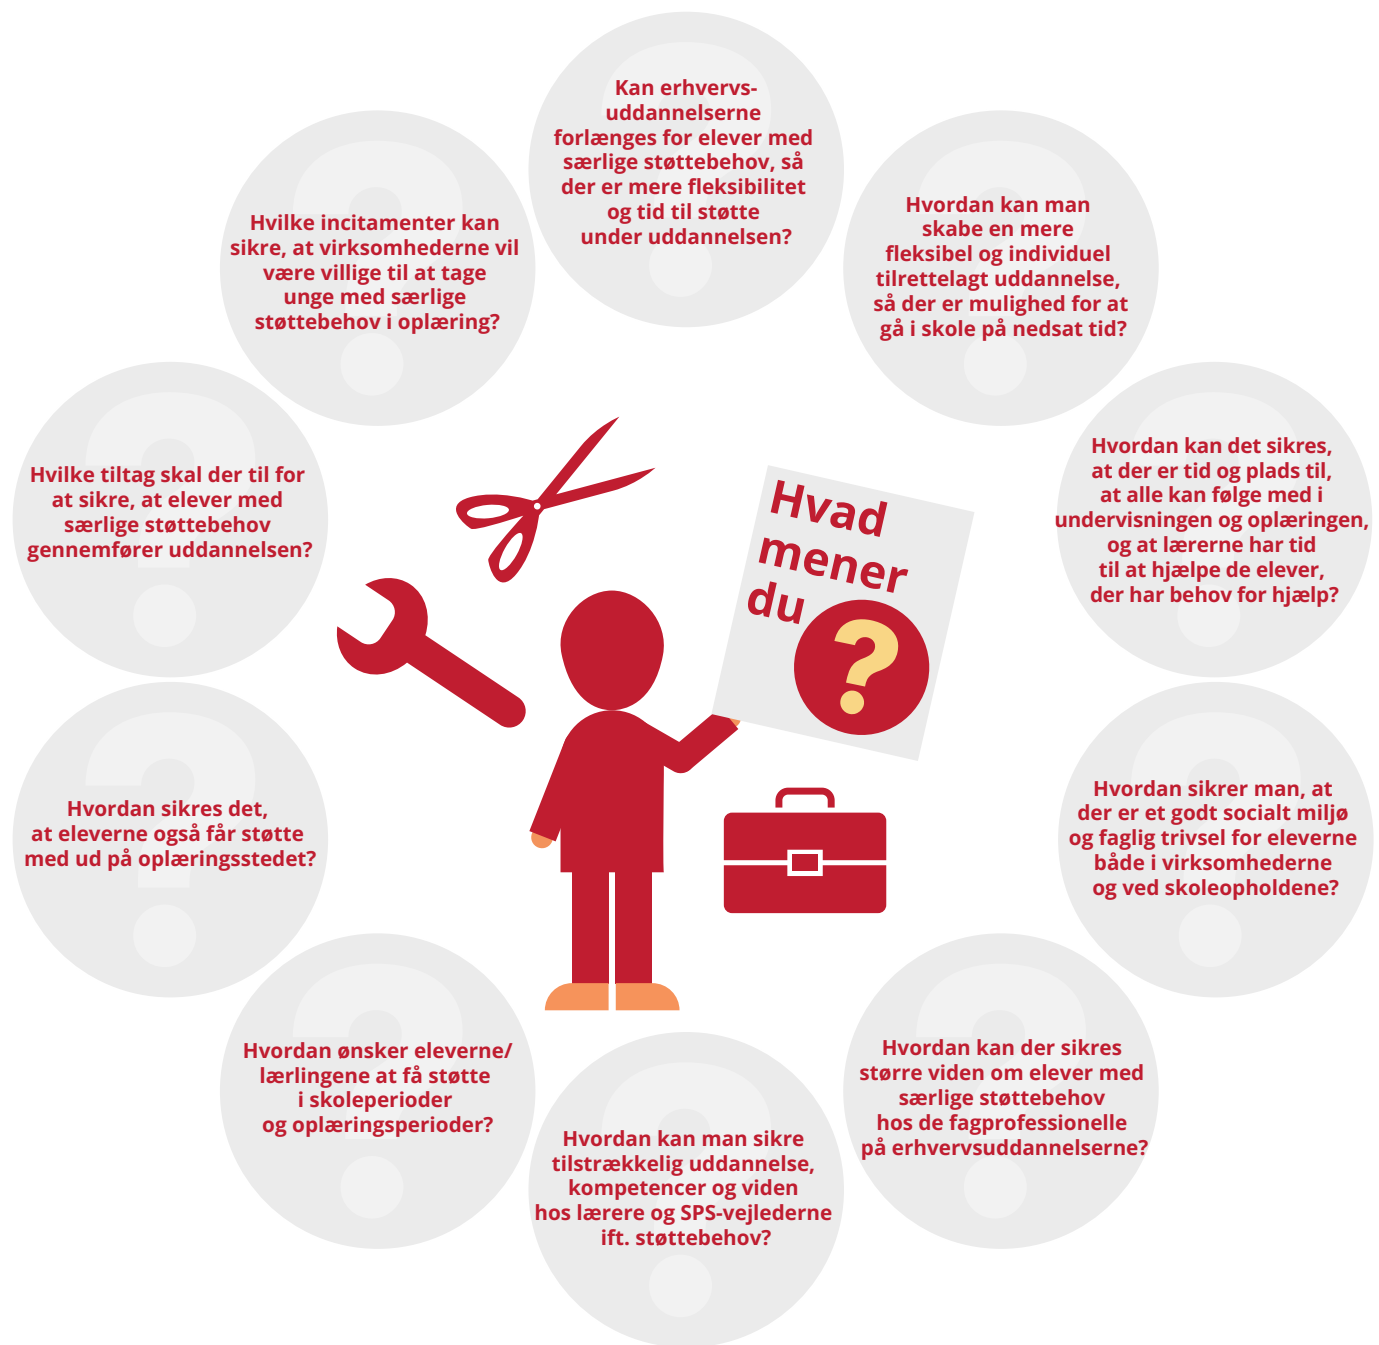 Kan erhvervs-
uddannelserne
forlænges for elever med
særlige støttebehov, så
der er mere fleksibilitet
og tid til støtte
under uddannelsen?
Hvordan kan man
skabe en mere
fleksibel og individuel
tilrettelagt uddannelse,
så der er mulighed for at
gå i skole på nedsat tid?
Hvordan kan det sikres,
at der er tid og plads til,
at alle kan følge med i
undervisningen og oplæringen,
og at lærerne har tid
til at hjælpe de elever,
der har behov for hjælp?
Hvordan sikrer man, at
der er et godt socialt miljø
og faglig trivsel for eleverne
både i virksomhederne
og ved skoleopholdene?
Hvordan kan der sikres
større viden om elever med
særlige støttebehov
hos de fagprofessionelle
på erhvervsuddannelserne?
Hvordan kan man sikre
tilstrækkelig uddannelse,
kompetencer og viden
hos lærere og SPS-vejlederne
ift. støttebehov?
Hvordan ønsker eleverne/
lærlingene at få støtte
i skoleperioder
og oplæringsperioder?
Hvordan sikres det,
at eleverne også får støtte
med ud på oplæringsstedet?
Hvilke tiltag skal der til for
at sikre, at elever med
særlige støttebehov
gennemfører uddannelsen?
Hvilke incitamenter kan
sikre, at virksomhederne vil
være villige til at tage
unge med særlige
støttebehov i oplæring?
Hvad
mener
du ?